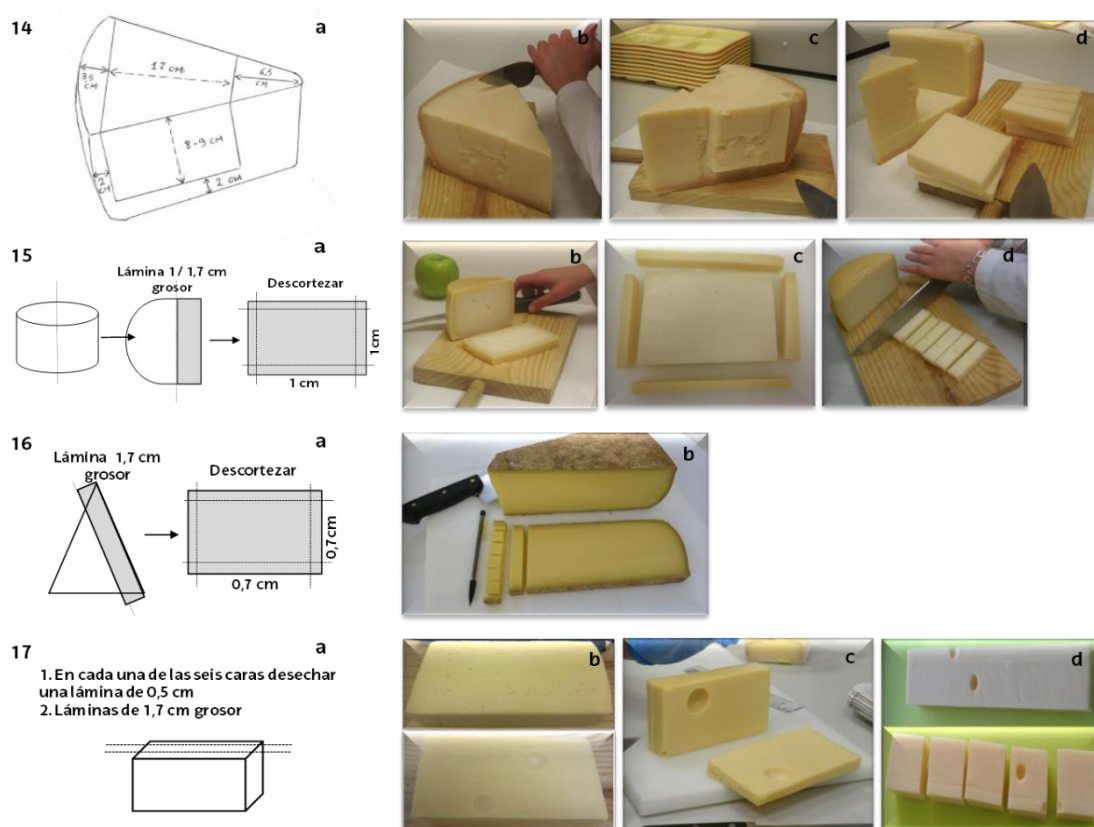 14
a
3,5
CM
12 CM
6,5
CM
8-9 CM
2
CM
2 CM
b
c
d
15
a
Lámina 1 / 1,7 cm
grosor
Descortezar
1cm
1 cm
b
c
d
16
a
Lámina 1,7 cm
grosor
Descortezar
0,7cm
0,7 cm
b
17
a
1. En cada una de las seis caras desechar
una lámina de 0,5 cm
2. Láminas de 1,7 cm grosor
b
c
d